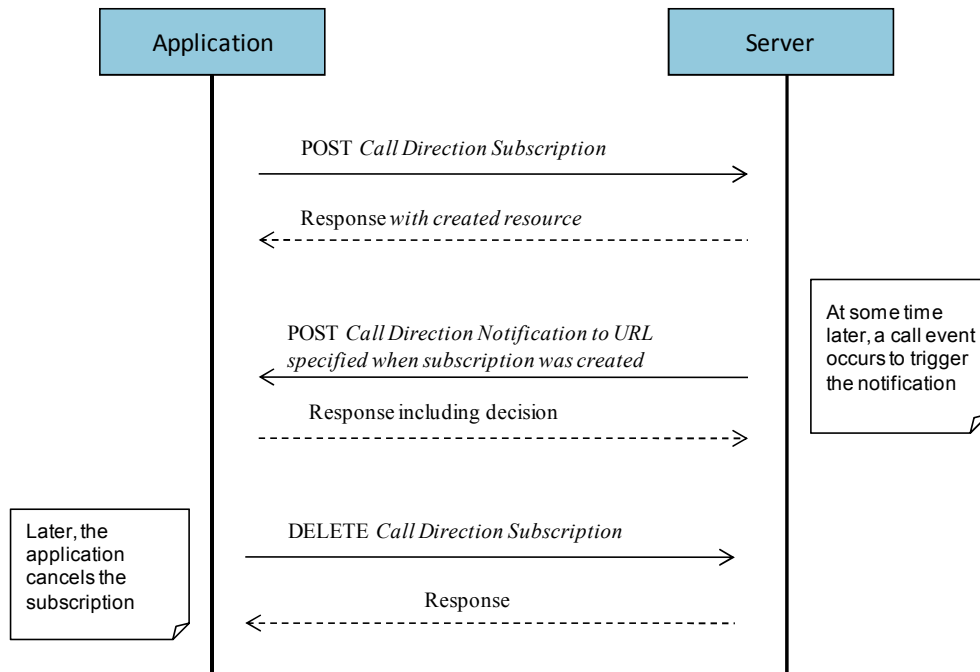 Application
Server
POST Call Direction Subscription
Response with created resource
At some time
later, a call event
occurs to trigger
the notification
POST Call Direction Notification to URL
specified when subscription was created
Response including decision
Later, the
application
cancels the
subscription
DELETE Call Direction Subscription
Response